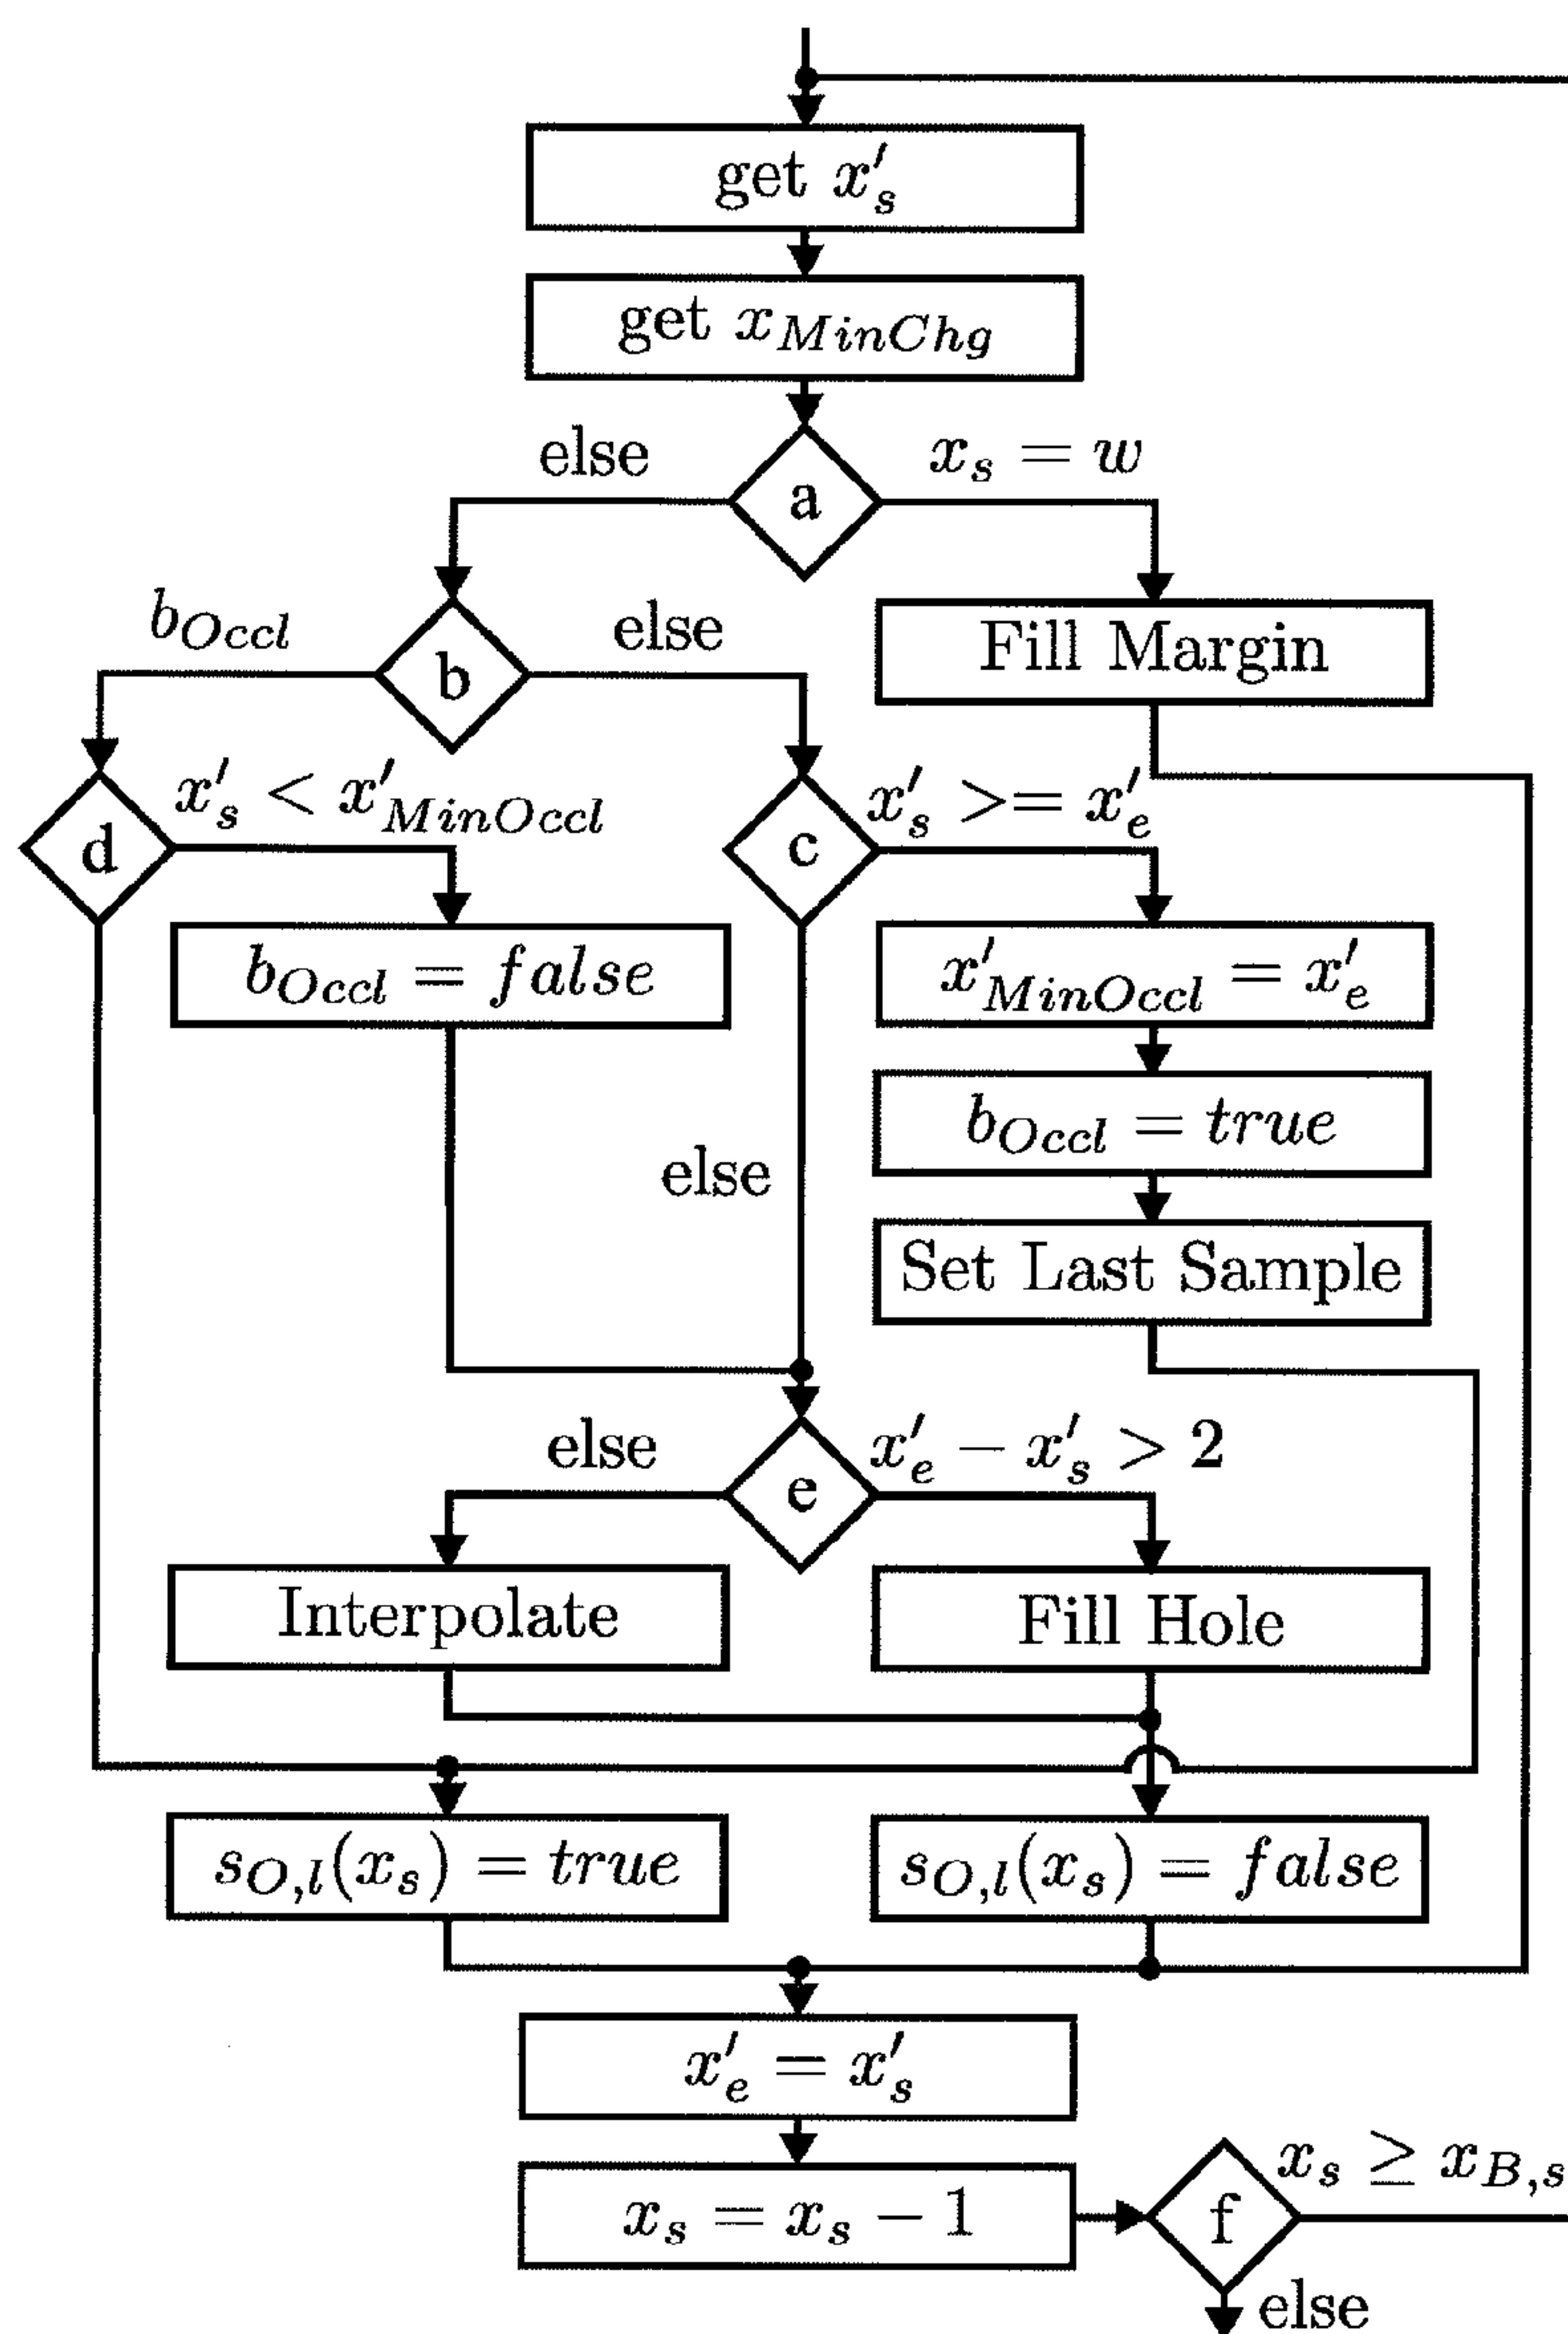 get x′_s
get x_MinChg
else
x_s = w
a
b_Occl
else
b
Fill Margin
x′_s < x′_MinOccl
x′_s >= x′_e
d
c
b_Occl = false
x′_MinOccl = x′_e
b_Occl = true
else
Set Last Sample
else
x′_e − x′_s > 2
e
Interpolate
Fill Hole
s_O,l(x_s) = true
s_O,l(x_s) = false
x′_e = x′_s
x_s ≥ x_B,s
x_s = x_s − 1
f
else